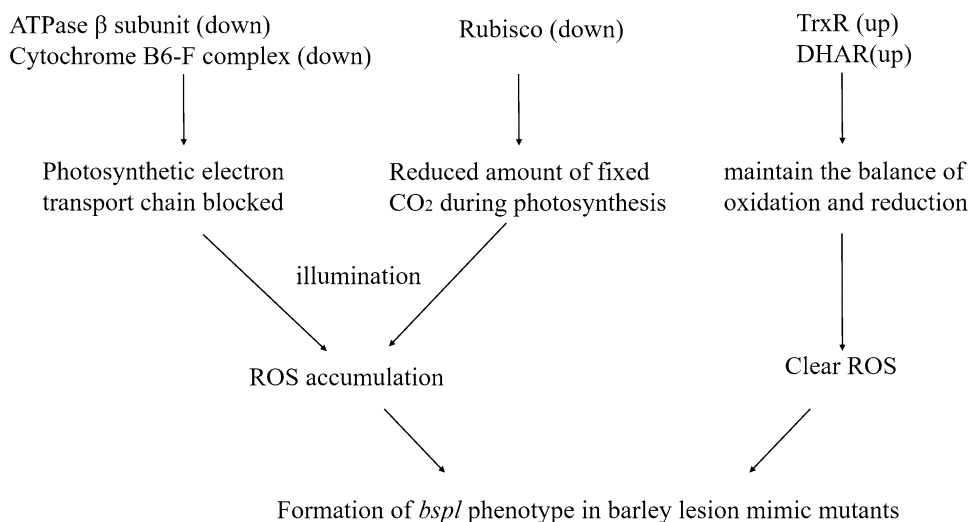 ATPase β subunit (down)
Cytochrome B6-F complex (down)
Rubisco (down)
TrxR (up)
DHAR(up)
Photosynthetic electron
transport chain blocked
Reduced amount of fixed
CO₂ during photosynthesis
maintain the balance of
oxidation and reduction
illumination
ROS accumulation
Clear ROS
Formation of bspl phenotype in barley lesion mimic mutants